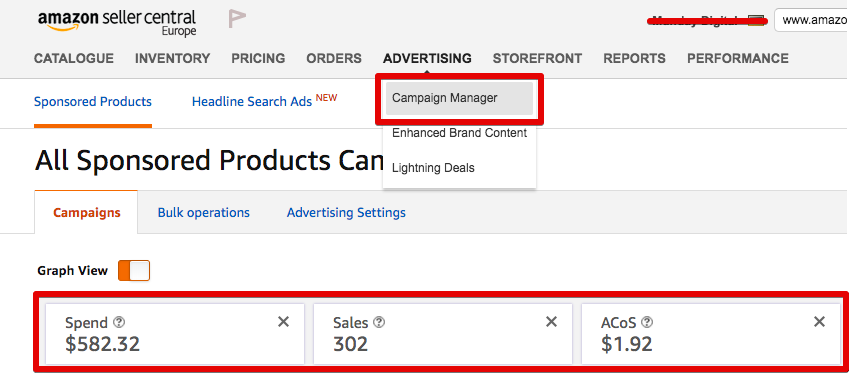 amazon seller central
Europe
www.amazo
CATALOGUE INVENTORY PRICING ORDERS ADVERTISING STOREFRONT REPORTS PERFORMANCE
Sponsored Products Headline Search Ads NEW
Campaign Manager
Enhanced Brand Content
Lightning Deals
All Sponsored Products Cam
Campaigns Bulk operations Advertising Settings
Graph View
Spend Sales ACoS
$582.32 302 $1.92